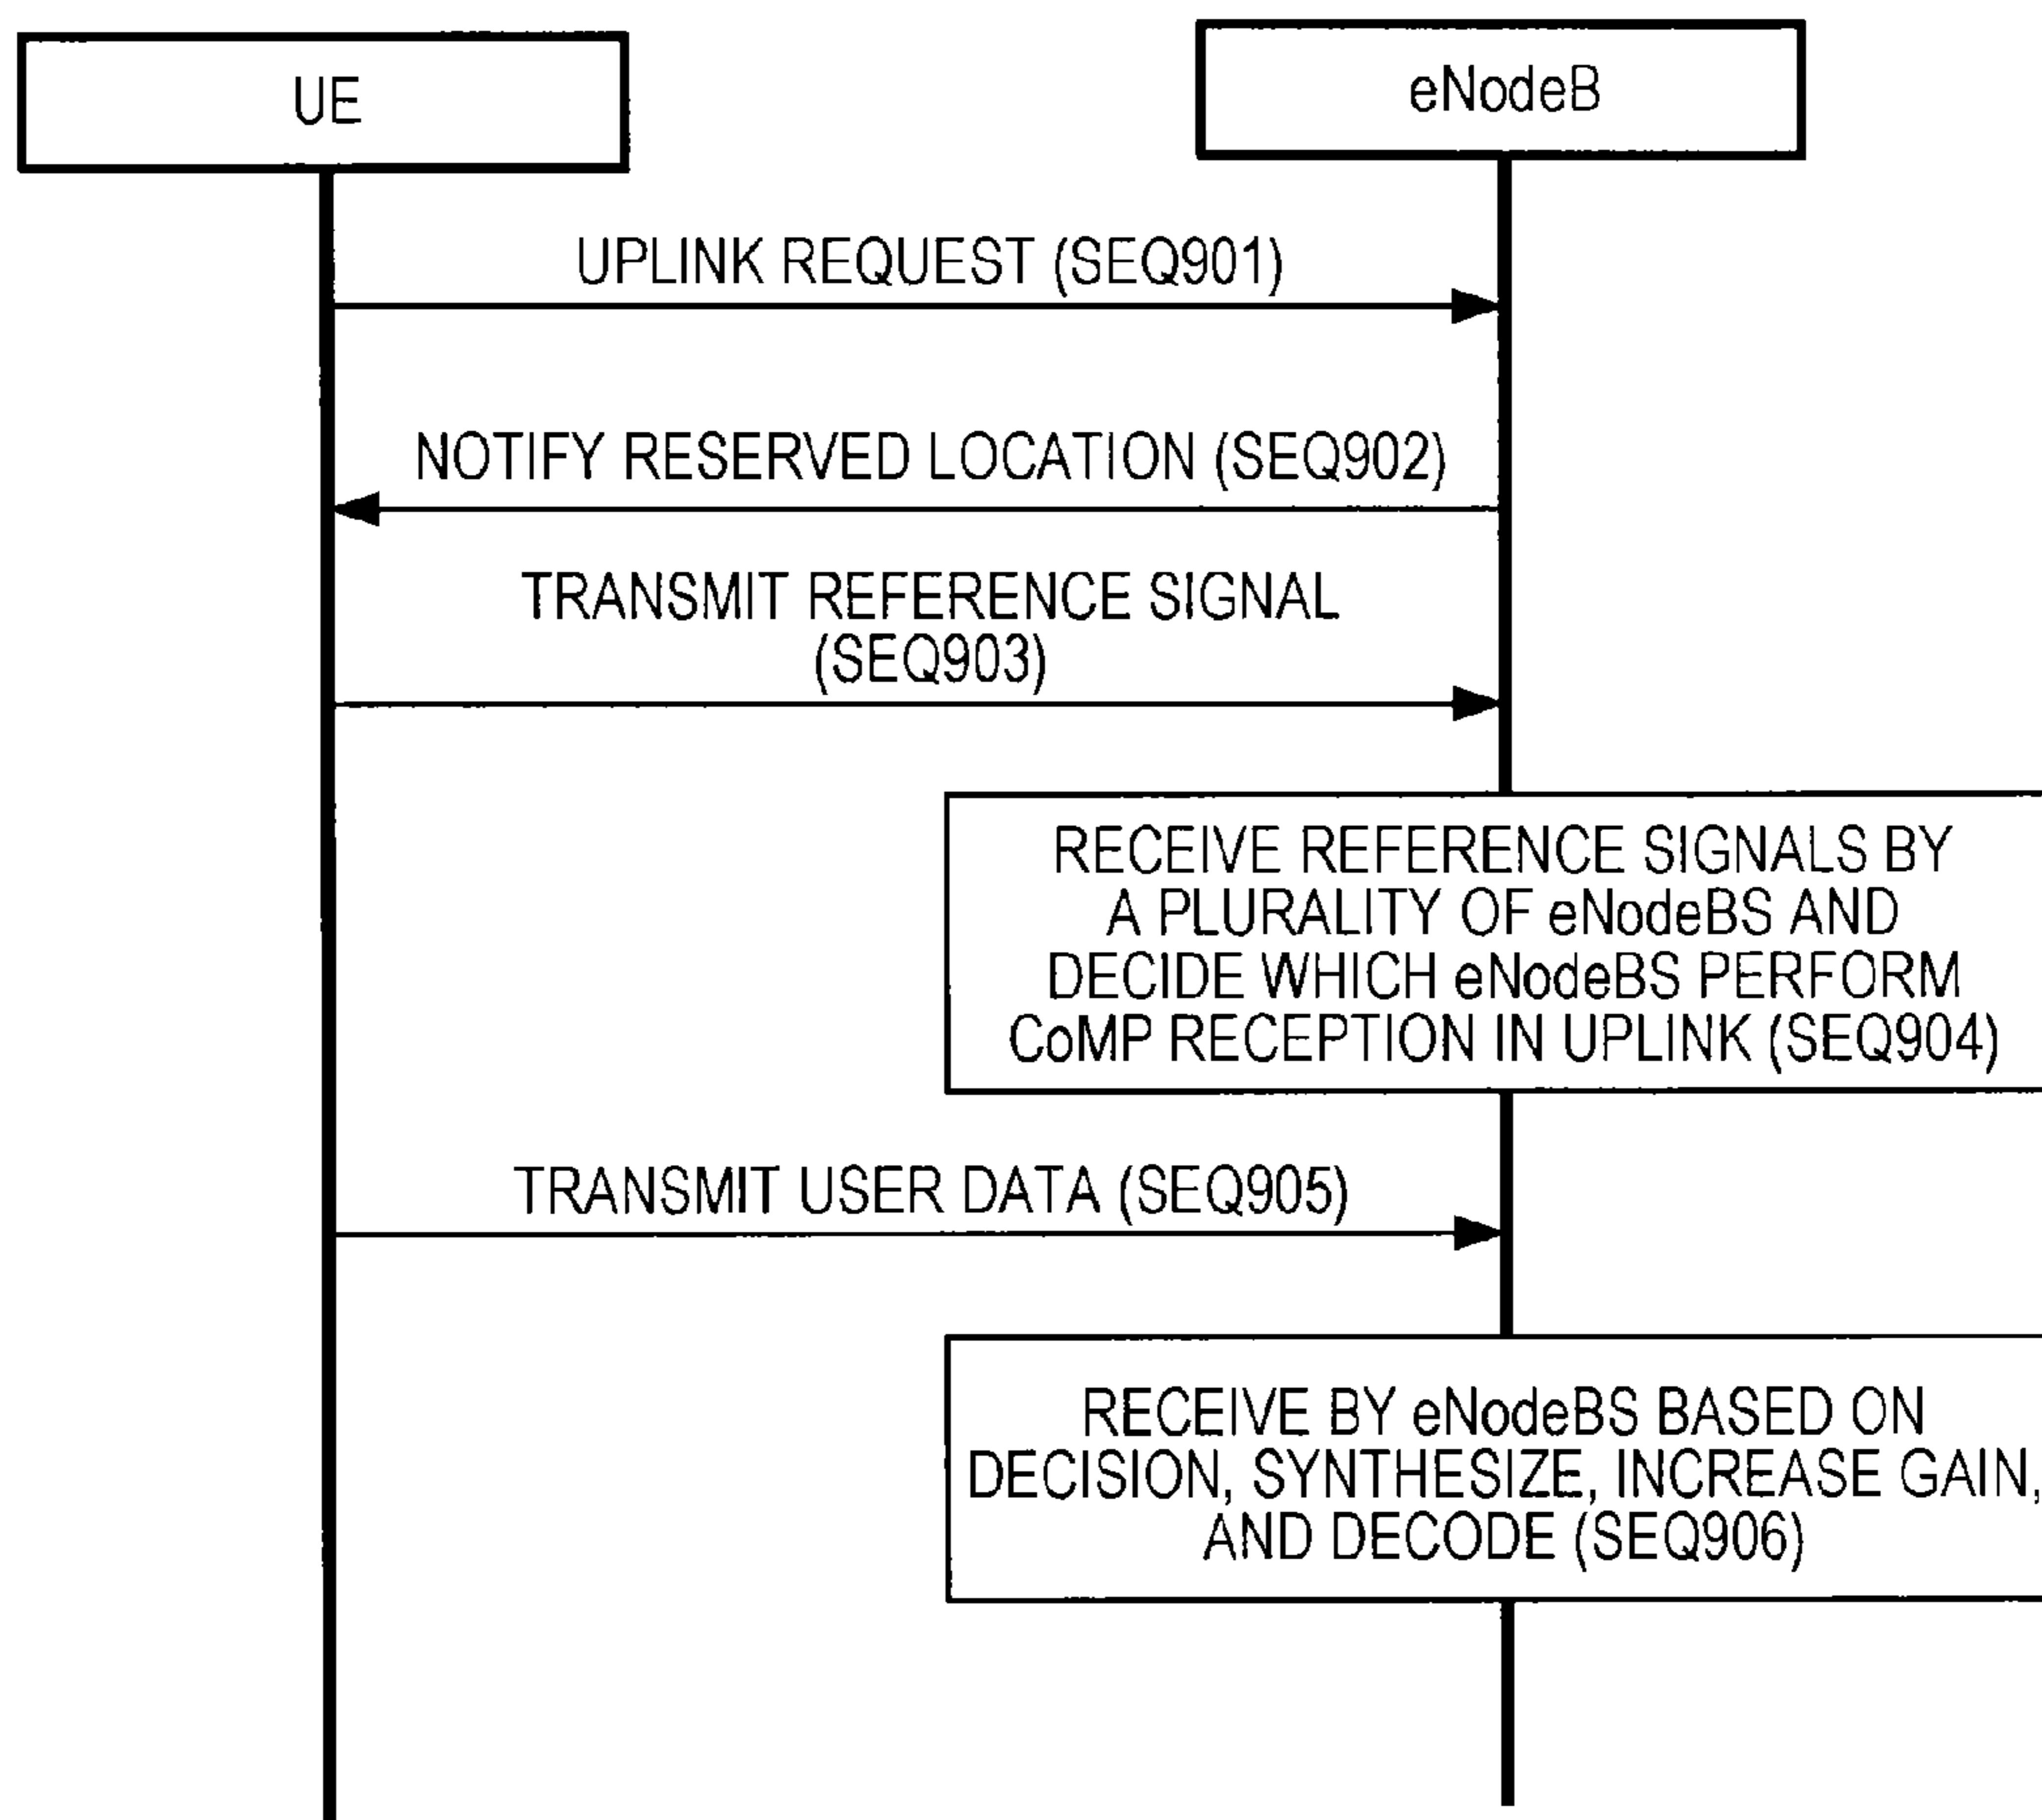 UE
eNodeB
UPLINK REQUEST (SEQ901)
NOTIFY RESERVED LOCATION (SEQ902)
TRANSMIT REFERENCE SIGNAL
(SEQ903)
RECEIVE REFERENCE SIGNALS BY
A PLURALITY OF eNodeBS AND
DECIDE WHICH eNodeBS PERFORM
CoMP RECEPTION IN UPLINK (SEQ904)
TRANSMIT USER DATA (SEQ905)
RECEIVE BY eNodeBS BASED ON
DECISION, SYNTHESIZE, INCREASE GAIN,
AND DECODE (SEQ906)